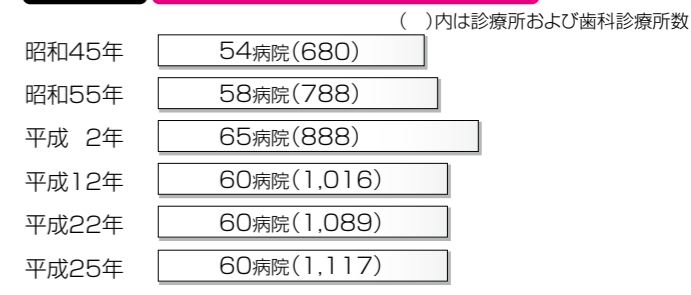 ( )内は診療所および歯科診療所数
昭和45年 54病院(680)
昭和55年 58病院(788)
平成 2年 65病院(888)
平成12年 60病院(1,016)
平成22年 60病院(1,089)
平成25年 60病院(1,117)